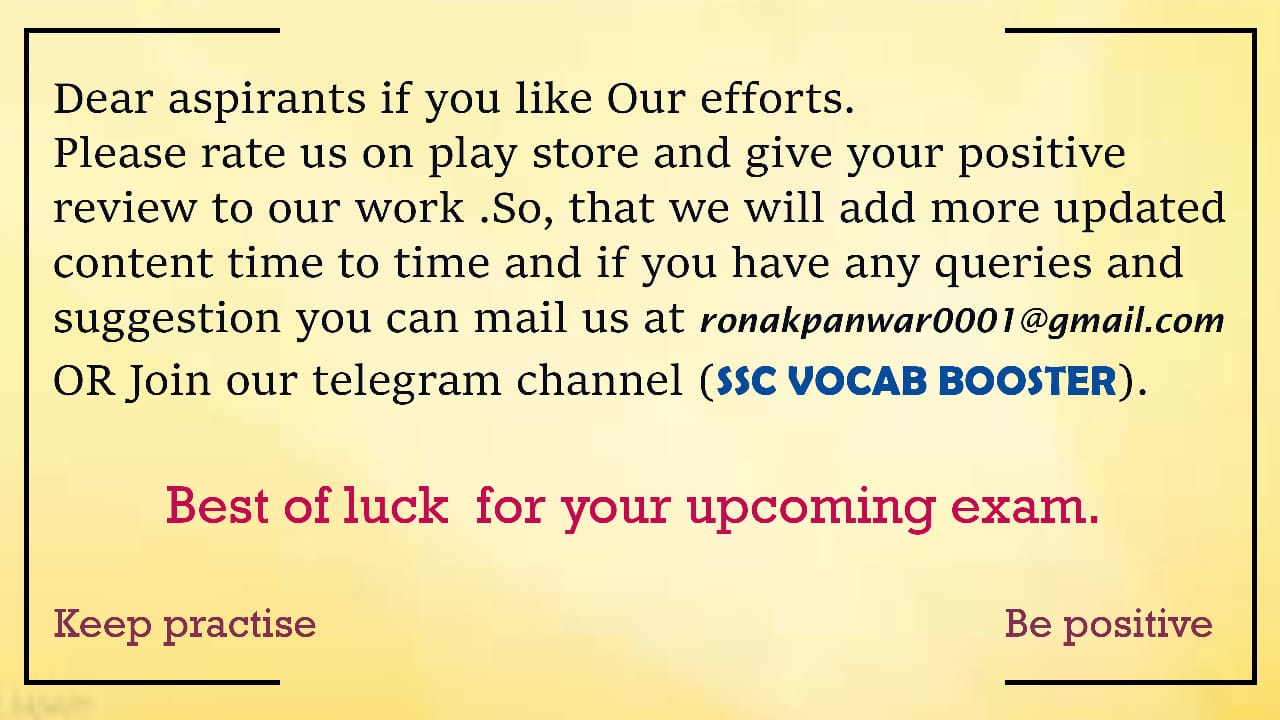 Dear aspirants if you like Our efforts.
Please rate us on play store and give your positive
review to our work .So, that we will add more updated
content time to time and if you have any queries and
suggestion you can mail us at ronakpanwar0001@gmail.com
OR Join our telegram channel (SSC VOCAB BOOSTER).
Best of luck  for your upcoming exam.
Keep practise
Be positive